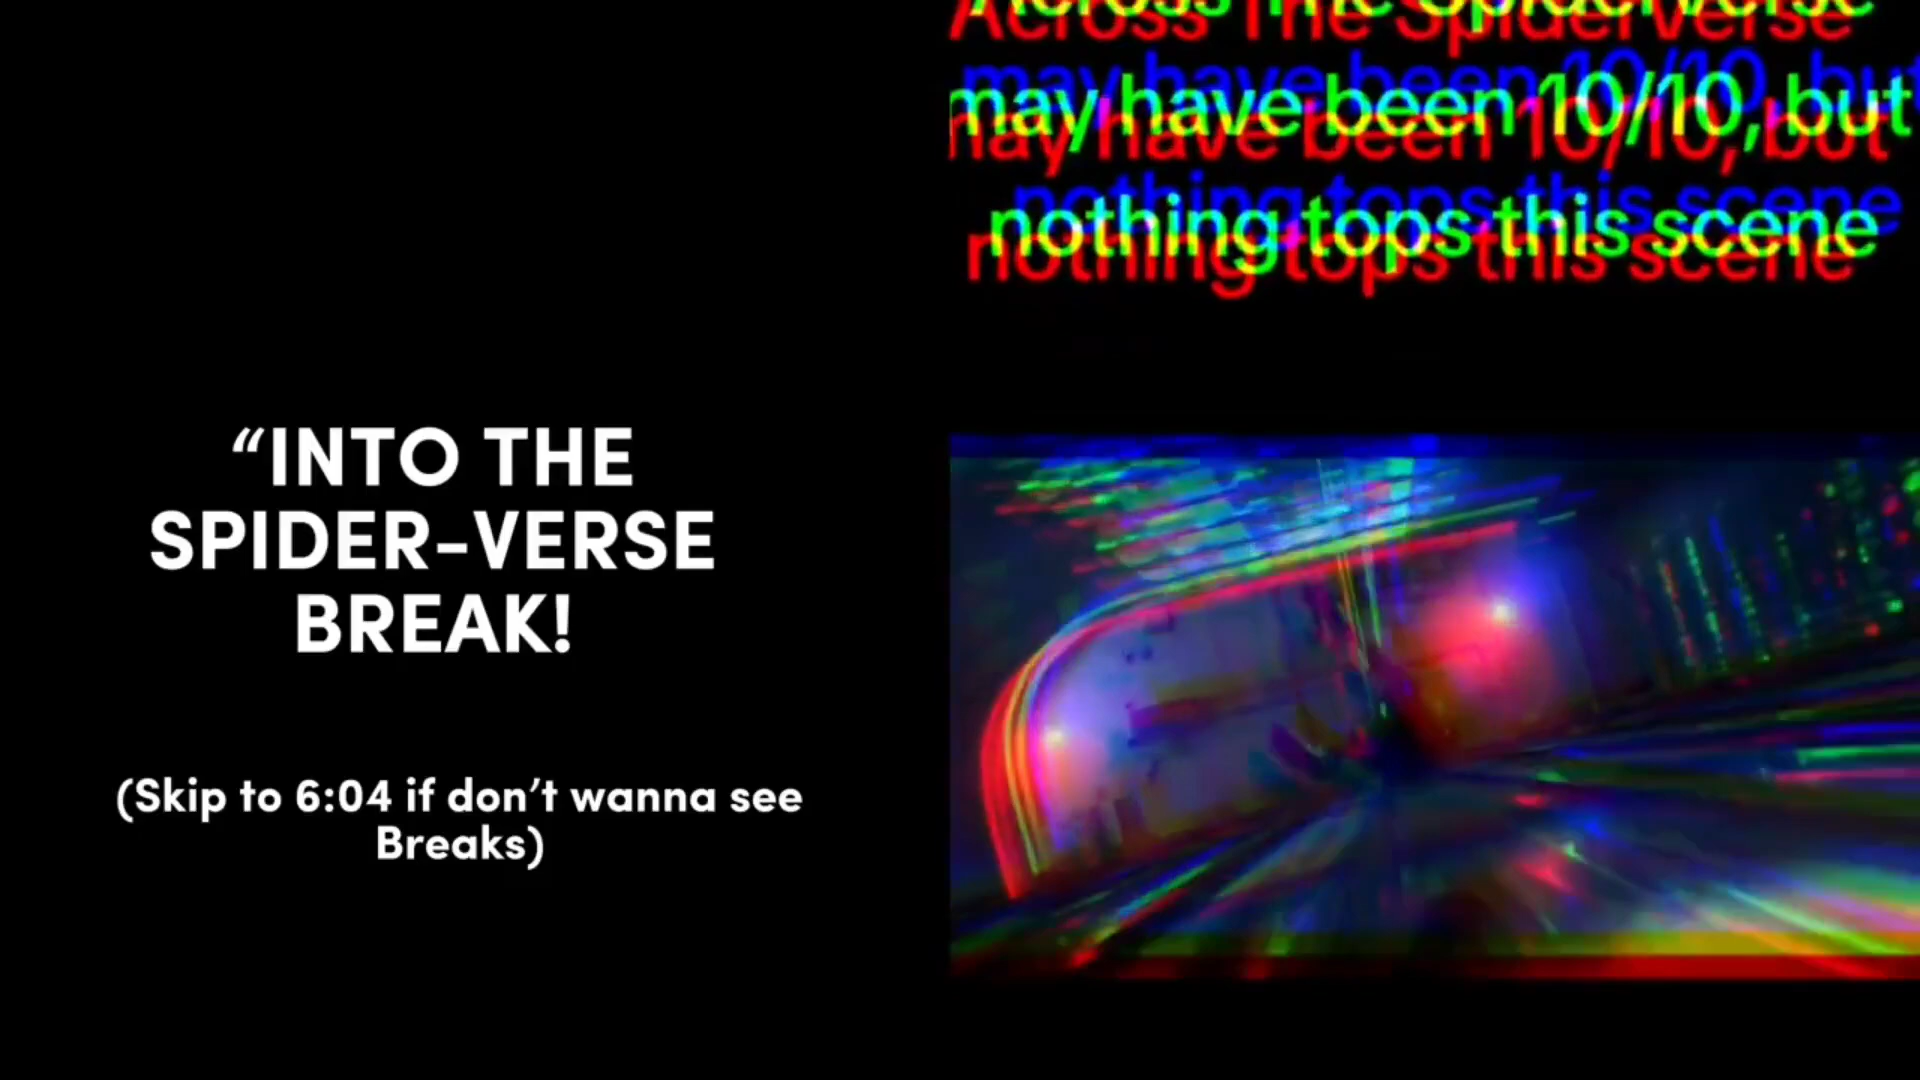 Across The Spiderverse
may have been 10/10, but
nothing tops this scene
“INTO THE
SPIDER-VERSE
BREAK!
(Skip to 6:04 if don’t wanna see
Breaks)